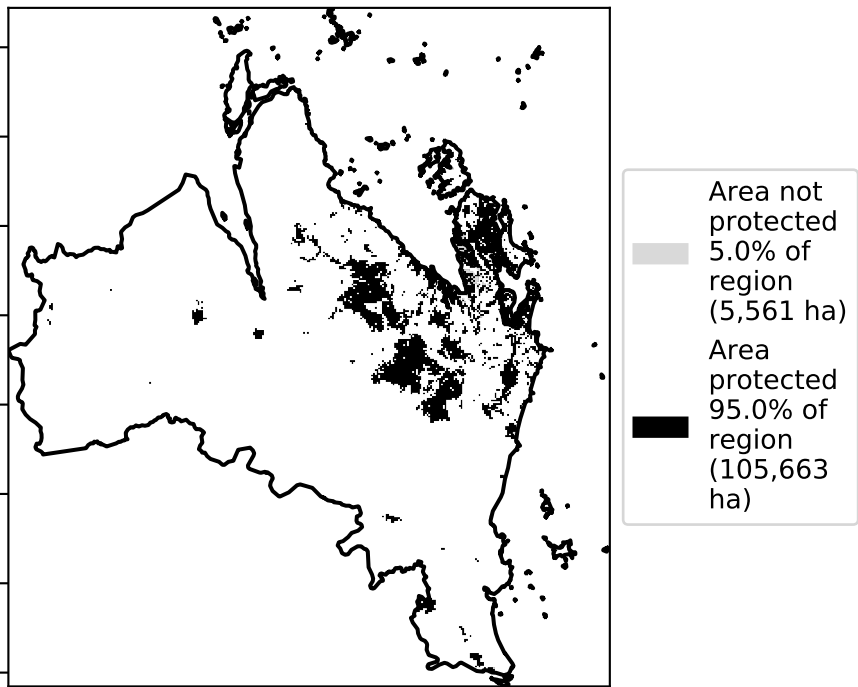 Area not
protected
5.0% of
region
(5,561 ha)
Area
protected
95.0% of
region
(105,663
ha)